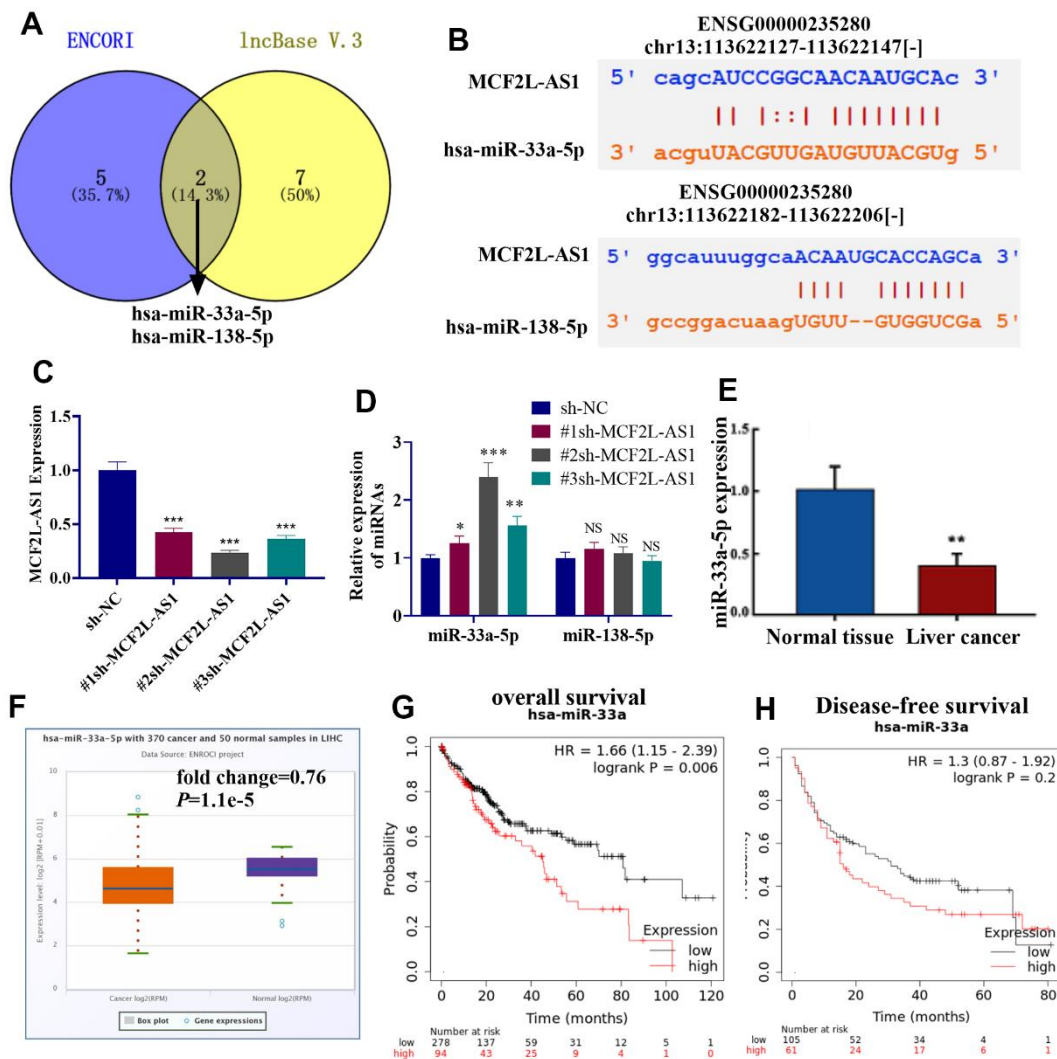 A
ENCORI
lncBase V.3
5
(35.7%)
2
(14.3%)
7
(50%)
hsa-miR-33a-5p
hsa-miR-138-5p
B
ENSG00000235280
chr13:113622127-113622147[-]
MCF2L-AS1
5' cagcAUCCGGCAACAAUGCAc 3'
|| |::| ||||||||
hsa-miR-33a-5p
3' acguUACGUUGAUGUUACGUg 5'
ENSG00000235280
chr13:113622182-113622206[-]
MCF2L-AS1
5' ggcauuuggcaACAAUGCACCAGCa 3'
|||| |||||||
hsa-miR-138-5p
3' gccggacuaagUGUU--GUGGUCGa 5'
C
MCF2L-AS1 Expression
1.5
1.0
0.5
0.0
***
***
***
sh-NC
#1sh-MCF2L-AS1
#2sh-MCF2L-AS1
#3sh-MCF2L-AS1
D
sh-NC
#1sh-MCF2L-AS1
#2sh-MCF2L-AS1
#3sh-MCF2L-AS1
Relative expression
of miRNAs
3
2
1
0
*
***
**
NS
NS
NS
miR-33a-5p
miR-138-5p
E
miR-33a-5p expression
1.5
1.0
0.5
0.0
**
Normal tissue
Liver cancer
F
hsa-miR-33a-5p with 370 cancer and 50 normal samples in LIHC
Data Source: ENROCI project
fold change=0.76
P=1.1e-5
Expression level: log2 [RPM+0.01]
10
8
6
4
2
0
Cancer log2(RPM)
Normal log2(RPM)
Box plot
Gene expressions
G
overall survival
hsa-miR-33a
HR = 1.66 (1.15 - 2.39)
logrank P = 0.006
Probability
1.0
0.8
0.6
0.4
0.2
0.0
Expression
low
high
0 20 40 60 80 100 120
Time (months)
Number at risk
low 278 137 59 31 12 5 1
high 94 43 25 9 4 1 0
H
Disease-free survival
hsa-miR-33a
HR = 1.3 (0.87 - 1.92)
logrank P = 0.2
Probability
1.0
0.8
0.6
0.4
0.2
0.0
Expression
low
high
0 20 40 60 80
Time (months)
Number at risk
low 105 52 34 4 1
high 61 24 17 6 1